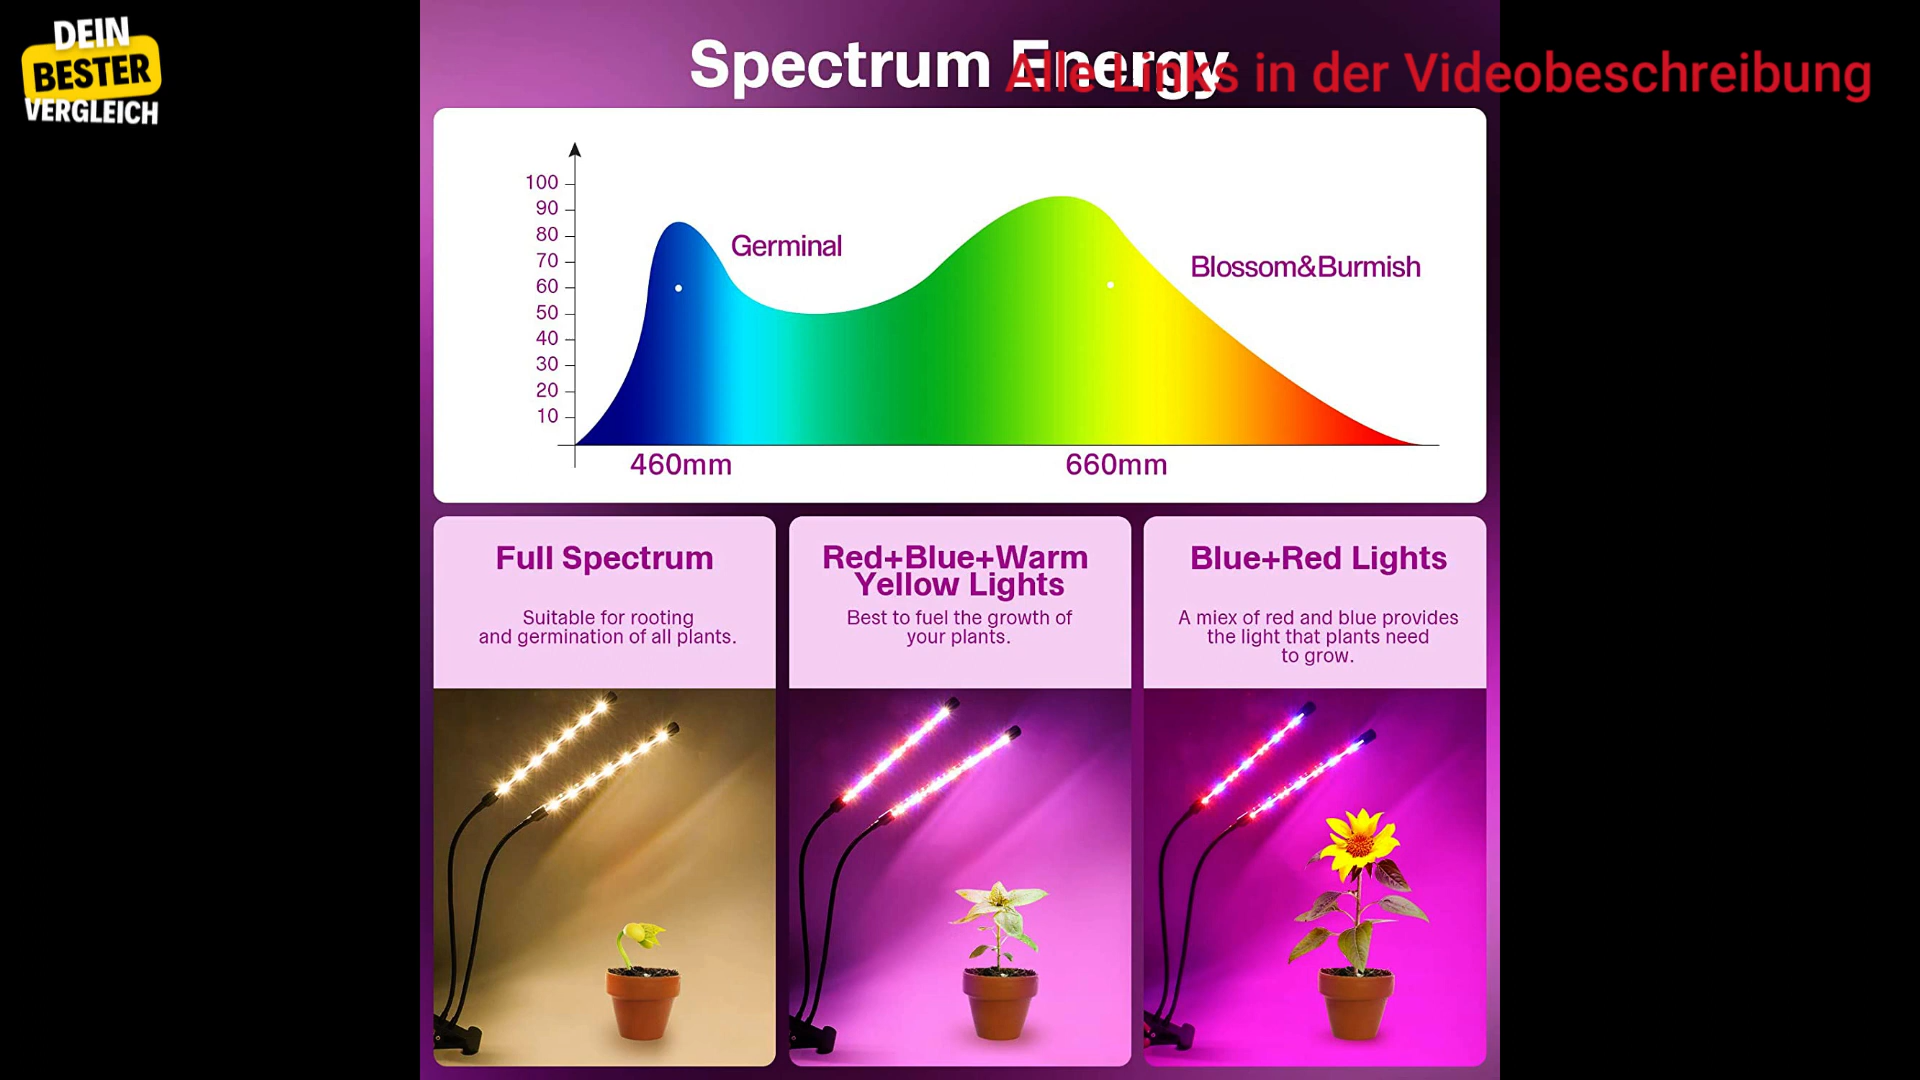 DEIN
BESTER
VERGLEICH
Spectrum Energy
Alle Links in der Videobeschreibung
100
90
80
70
60
50
40
30
20
10
Germinal
Blossom&Burmish
460mm
660mm
Full Spectrum
Suitable for rooting
and germination of all plants.
Red+Blue+Warm
Yellow Lights
Best to fuel the growth of
your plants.
Blue+Red Lights
A miex of red and blue provides
the light that plants need
to grow.